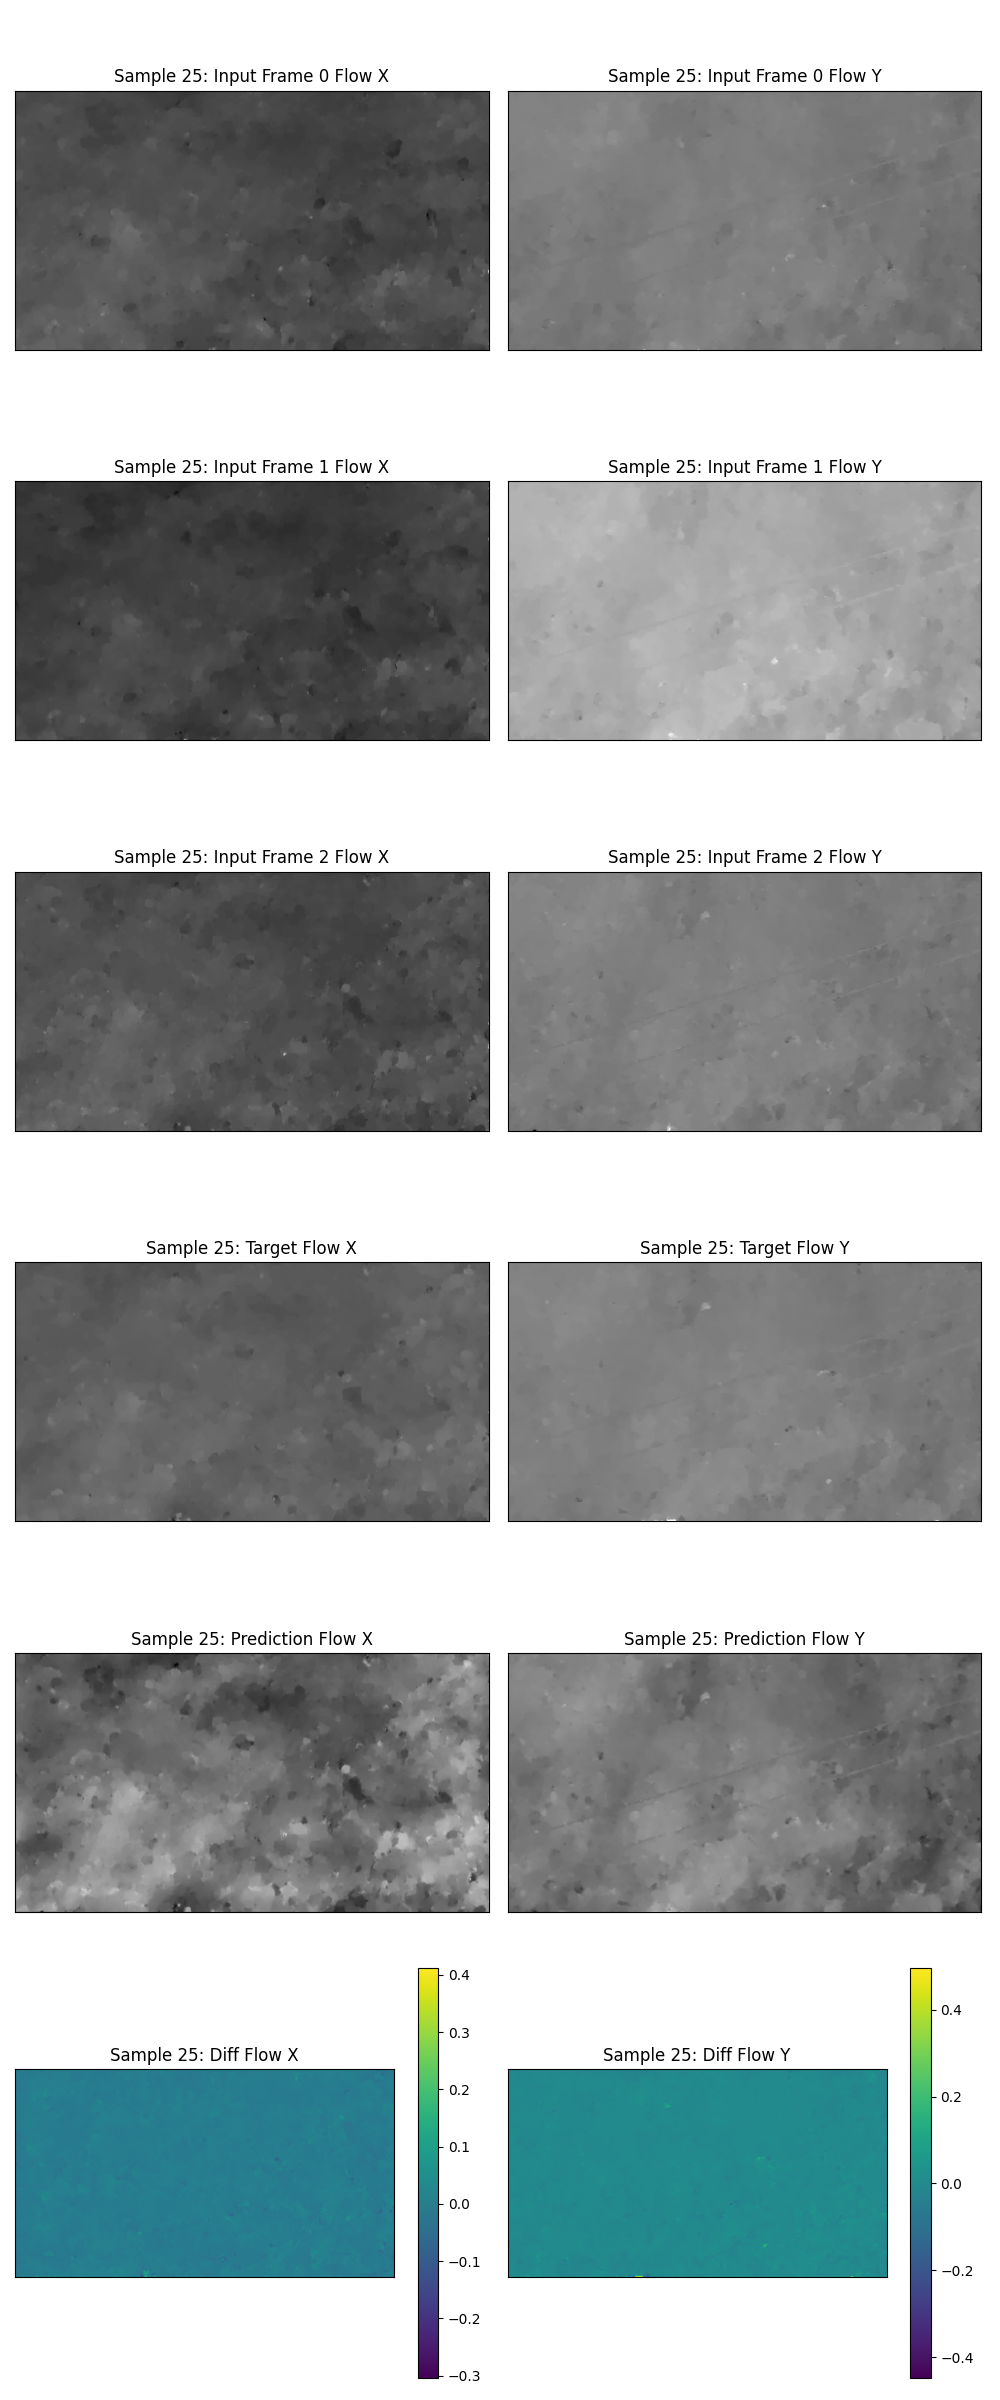 Sample 25: Input Frame 0 Flow X
Sample 25: Input Frame 0 Flow Y
Sample 25: Input Frame 1 Flow X
Sample 25: Input Frame 1 Flow Y
Sample 25: Input Frame 2 Flow X
Sample 25: Input Frame 2 Flow Y
Sample 25: Target Flow X
Sample 25: Target Flow Y
Sample 25: Prediction Flow X
Sample 25: Prediction Flow Y
Sample 25: Diff Flow X
0.4
0.3
0.2
0.1
0.0
−0.1
−0.2
−0.3
Sample 25: Diff Flow Y
0.4
0.2
0.0
−0.2
−0.4